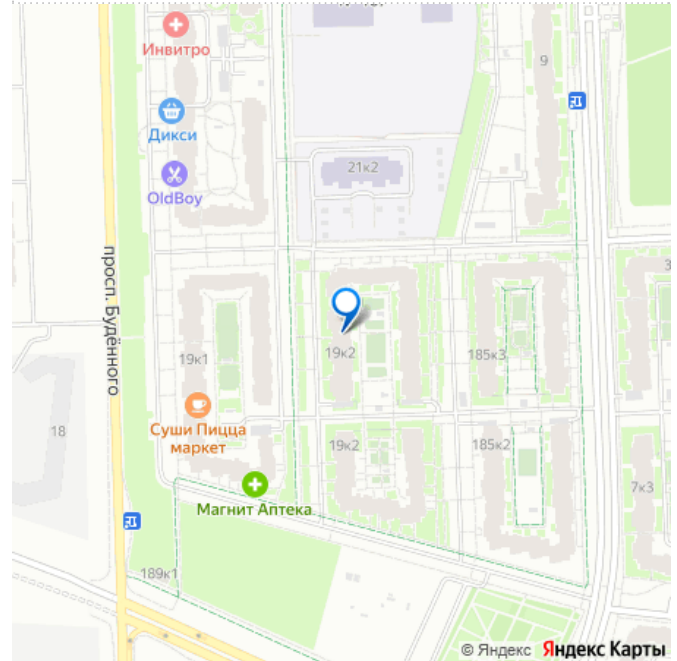 Инвитро
9
Дикси
21к2
OldBoy
просп. Будённого
3
19к1
19к2
185к3
Суши Пицца
маркет
18
19к2
185к2
7к3
Магнит Аптека
189к1
© Яндекс Яндекс Карты